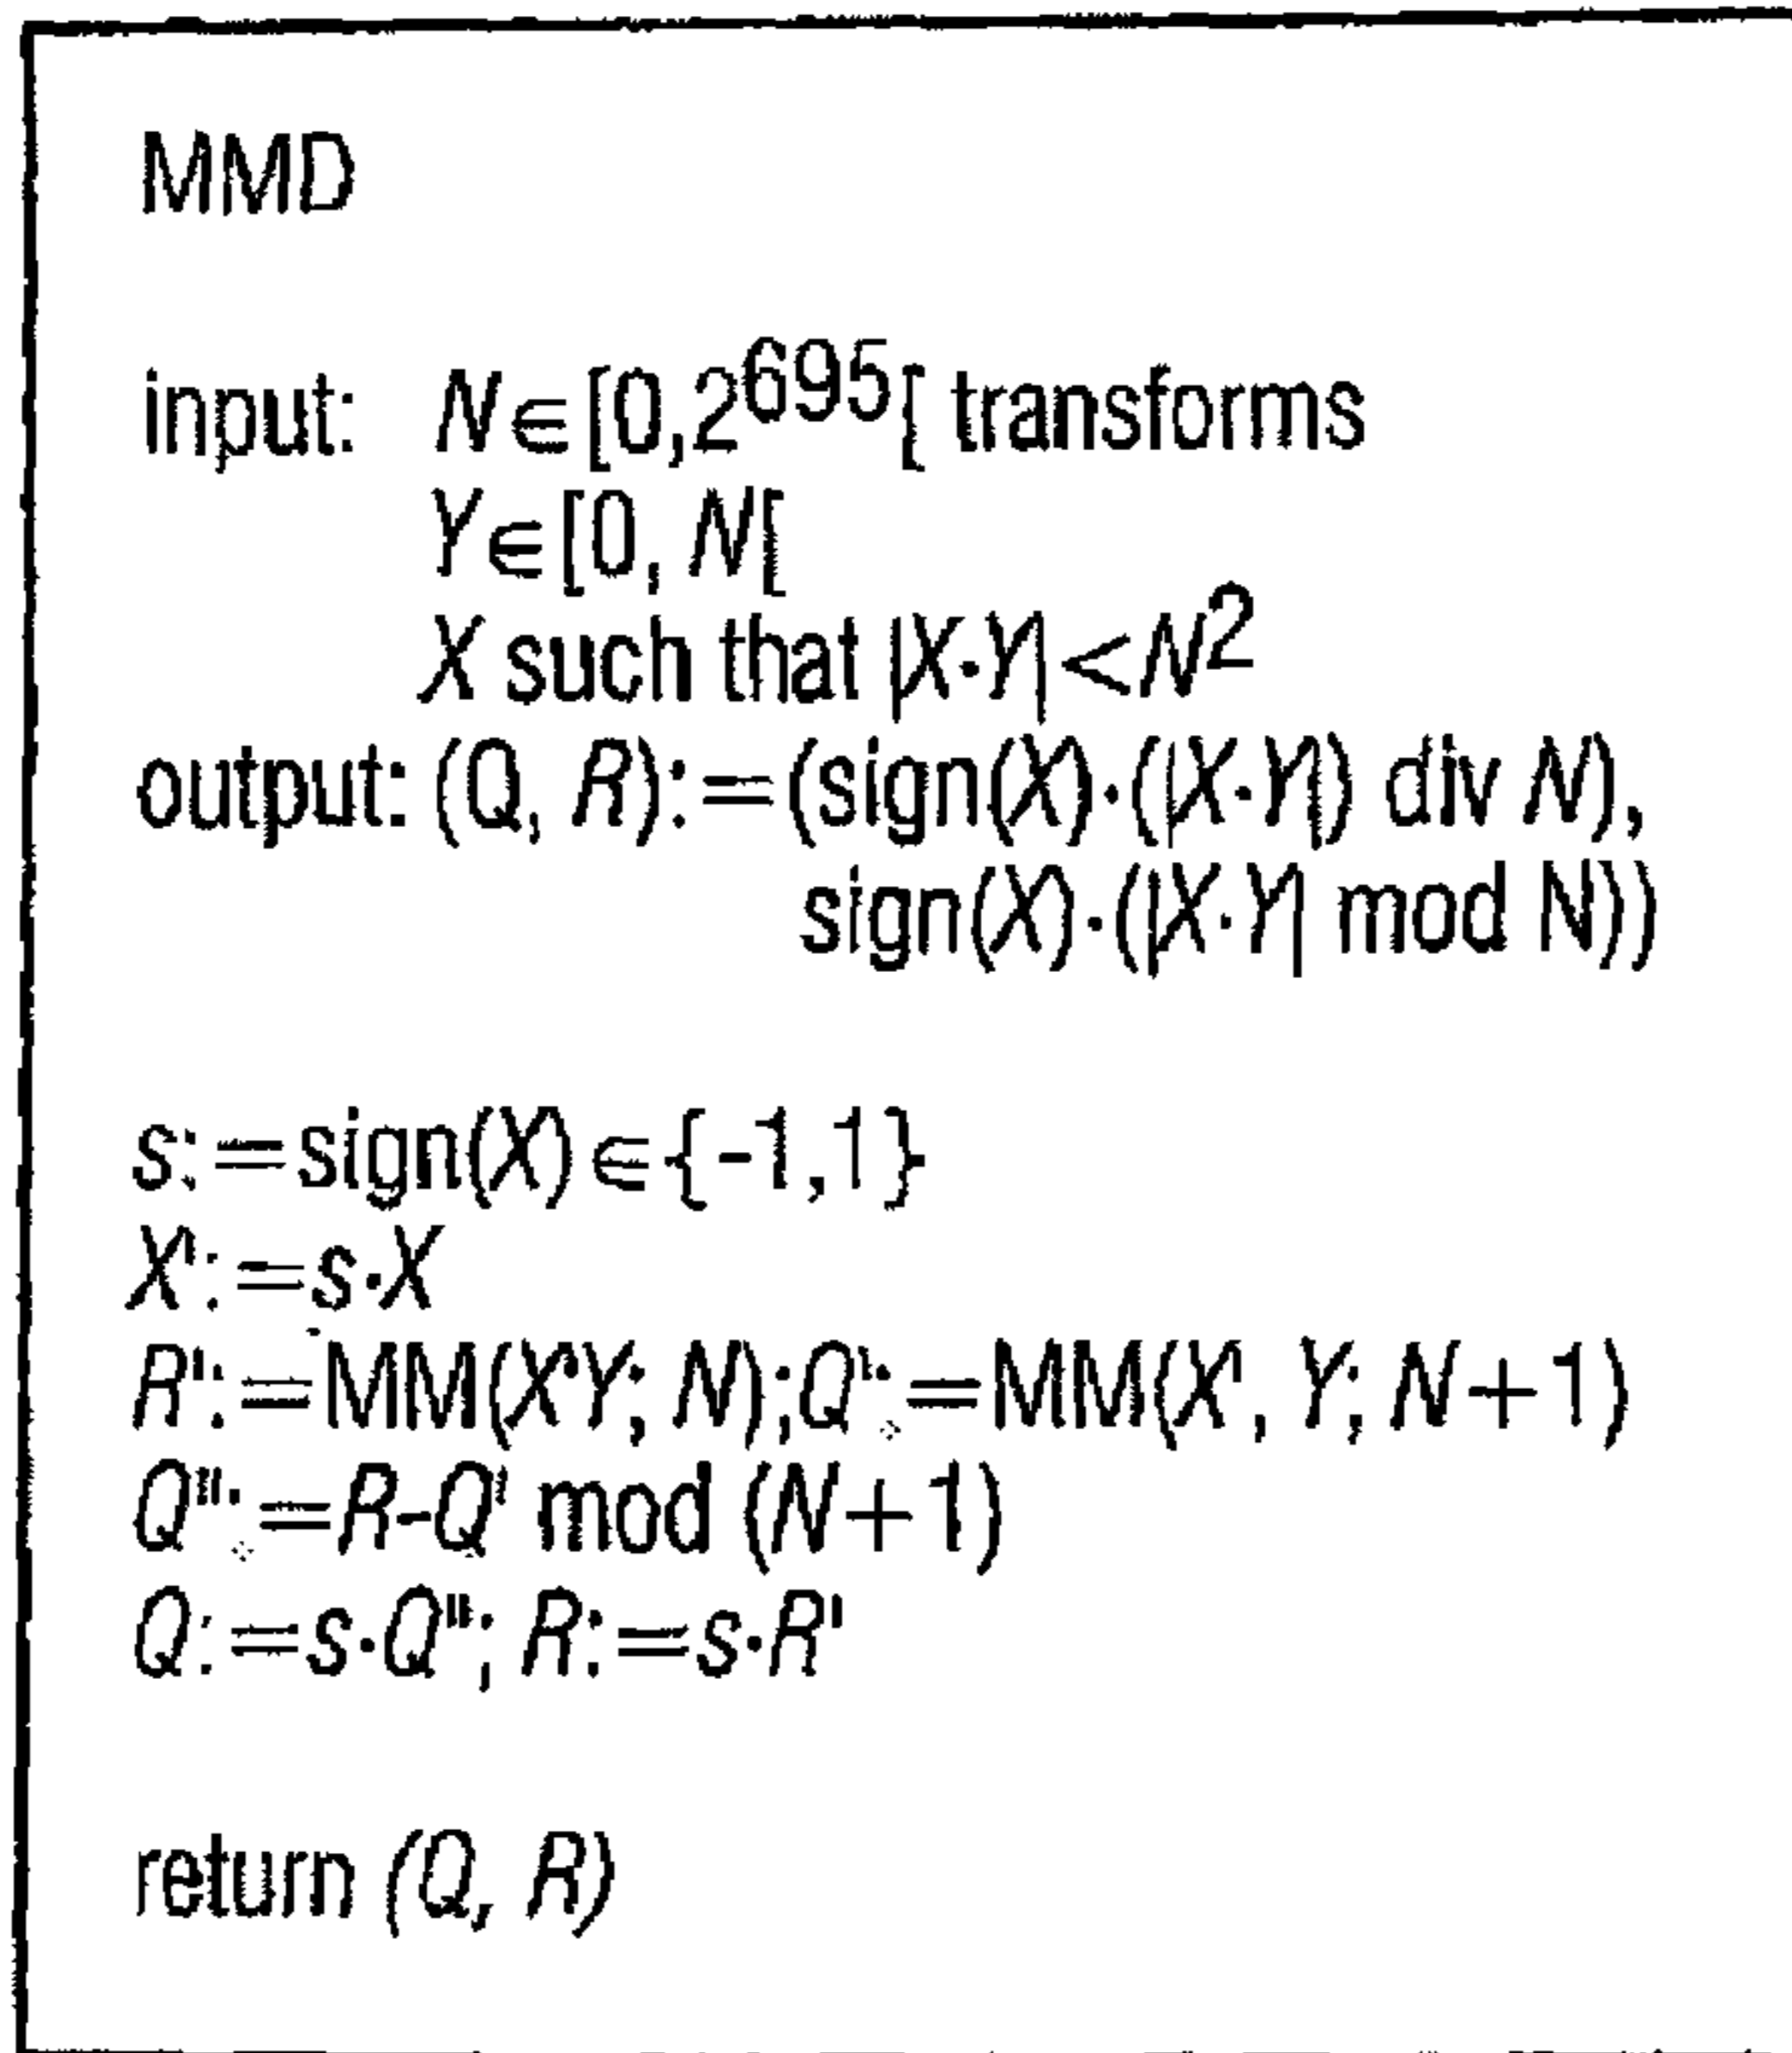 MMD
input: N∈[0,2^695[ transforms
Y∈[0, N[
X such that |X·Y|<N^2
output: (Q, R):=(sign(X)·(|X·Y|) div N),
sign(X)·(|X·Y| mod N))
s:=sign(X)∈{-1,1}
X':=s·X
R':=MM(X'Y; N);Q':=MM(X', Y; N+1)
Q'':=R-Q' mod (N+1)
Q:=s·Q''; R:=s·R'
return (Q, R)